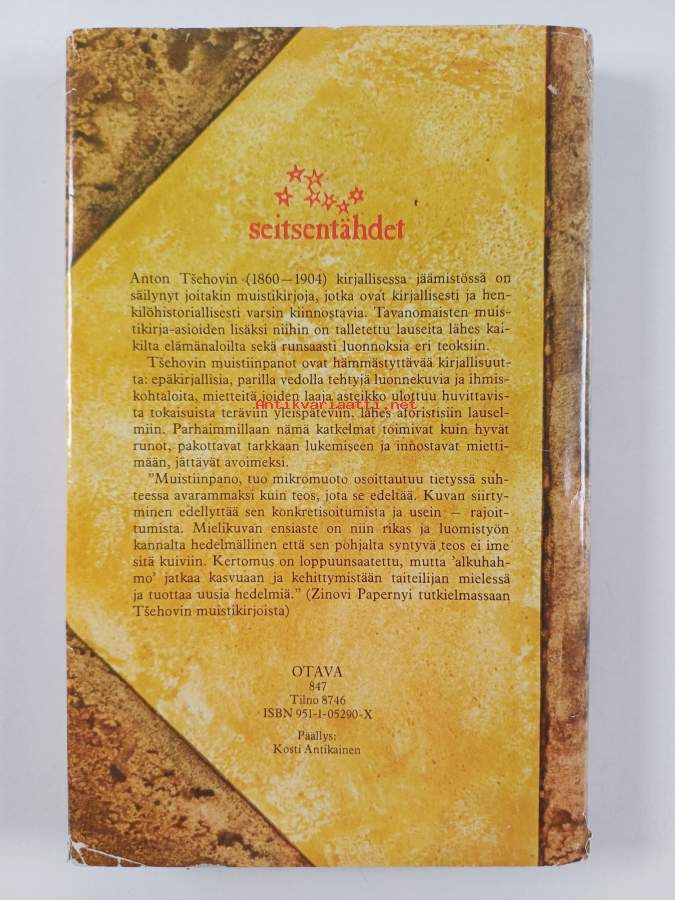 seitsentähdet
Anton Tšehovin (1860—1904) kirjallisessa jäämistössä on
säilynyt joitakin muistikirjoja, jotka ovat kirjallisesti ja hen-
kilöhistoriallisesti varsin kiinnostavia. Tavanomaisten muis-
tikirja-asioiden lisäksi niihin on talletettu lauseita lähes kai-
kilta elämänaloilta sekä runsaasti luonnoksia eri teoksiin.
Tšehovin muistiinpanot ovat hämmästyttävää kirjallisuut-
ta: epäkirjallisia, parilla vedolla tehtyjä luonnekuvia ja ihmis-
kohtaloita, mietteitä joiden laaja asteikko ulottuu huvittavis-
Antikvariaatti.net
ta tokaisuista teräviin yleispäteviin, lähes aforistisiin lausel-
miin. Parhaimmillaan nämä katkelmat toimivat kuin hyvät
runot, pakottavat tarkkaan lukemiseen ja innostavat mietti-
mään, jättävät avoimeksi.
"Muistiinpano, tuo mikromuoto osoittautuu tietyssä suh-
teessa avarammaksi kuin teos, jota se edeltää. Kuvan siirty-
minen edellyttää sen konkretisoitumista ja usein — rajoit-
tumista. Mielikuvan ensiaste on niin rikas ja luomistyön
kannalta hedelmällinen että sen pohjalta syntyvä teos ei ime
sitä kuiviin. Kertomus on loppuunsaatettu, mutta 'alkuhah-
mo' jatkaa kasvuaan ja kehittymistään taiteilijan mielessä
ja tuottaa uusia hedelmiä." (Zinovi Papernyi tutkielmassaan
Tšehovin muistikirjoista)
OTAVA
847
Tilno 8746
ISBN 951-1-05290-X
Päällys:
Kosti Antikainen